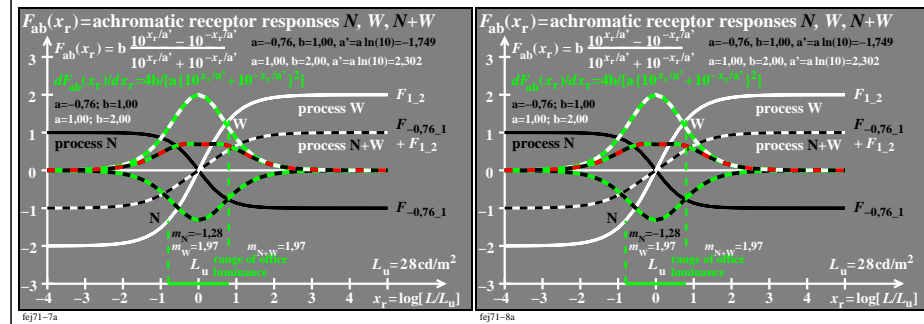 F_ab(x_r)=achromatic receptor responses N, W, N+W
F_ab(x_r) = b (10^{x_r/a'} − 10^{−x_r/a'}) / (10^{x_r/a'} + 10^{−x_r/a'})
a=−0,76, b=1,00, a'=a ln(10)=−1,749
a=1,00, b=2,00, a'=a ln(10)=2,302
dF_ab(x_r)/dx_r=4b/[a {10^{x_r/a'} + 10^{−x_r/a'}}²]
a=−0,76; b=1,00
a=1,00; b=2,00
3
2
1
0
−1
−2
−3
process N
process W
process N+W
W
N
F_1_2
F_−0,76_1
+ F_1_2
F_−0,76_1
m_N=−1,28
m_W=1,97
m_N+W=1,97
L_u
range of office
luminance
L_u=28cd/m²
−4 −3 −2 −1 0 1 2 3 4
x_r=log[L/L_u]
fej71−7a
F_ab(x_r)=achromatic receptor responses N, W, N+W
F_ab(x_r) = b (10^{x_r/a'} − 10^{−x_r/a'}) / (10^{x_r/a'} + 10^{−x_r/a'})
a=−0,76, b=1,00, a'=a ln(10)=−1,749
a=1,00, b=2,00, a'=a ln(10)=2,302
dF_ab(x_r)/dx_r=4b/[a {10^{x_r/a'} + 10^{−x_r/a'}}²]
a=−0,76; b=1,00
a=1,00; b=2,00
3
2
1
0
−1
−2
−3
process N
process W
process N+W
W
N
F_1_2
F_−0,76_1
+ F_1_2
F_−0,76_1
m_N=−1,28
m_W=1,97
m_N+W=1,97
L_u
range of office
luminance
L_u=28cd/m²
−4 −3 −2 −1 0 1 2 3 4
x_r=log[L/L_u]
fej71−8a